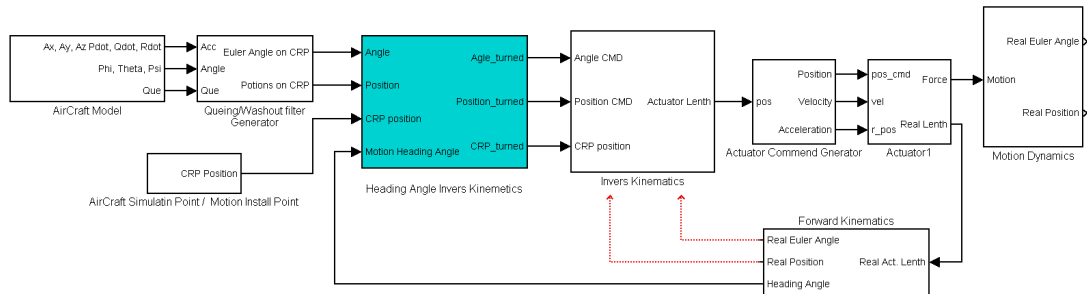 Ax, Ay, Az Pdot, Qdot, Rdot
Phi, Theta, Psi
Que
AirCraft Model
Acc
Angle
Que
Euler Angle on CRP
Potions on CRP
Queing/Washout filter
Generator
CRP Position
AirCraft Simulatin Point / Motion Install Point
Angle
Position
CRP position
Motion Heading Angle
Agle_turned
Position_turned
CRP_turned
Heading Angle Invers Kinemetics
Angle CMD
Position CMD
CRP position
Actuator Lenth
Invers Kinematics
pos
Position
Velocity
Acceleration
Actuator Commend Gnerator
pos_cmd
vel
r_pos
Force
Real Lenth
Actuator1
Motion
Real Euler Angle
Real Position
Motion Dynamics
Forward Kinematics
Real Euler Angle
Real Position
Heading Angle
Real Act. Lenth